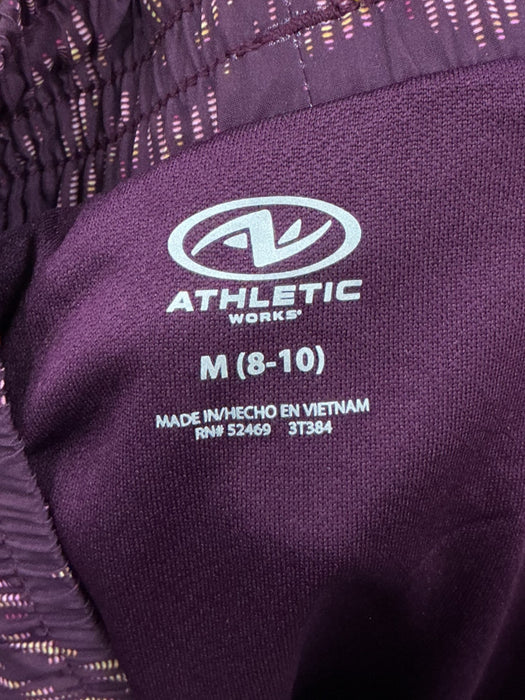 ATHLETIC
WORKS®
M (8-10)
MADE IN/HECHO EN VIETNAM
RN# 52469 3T384